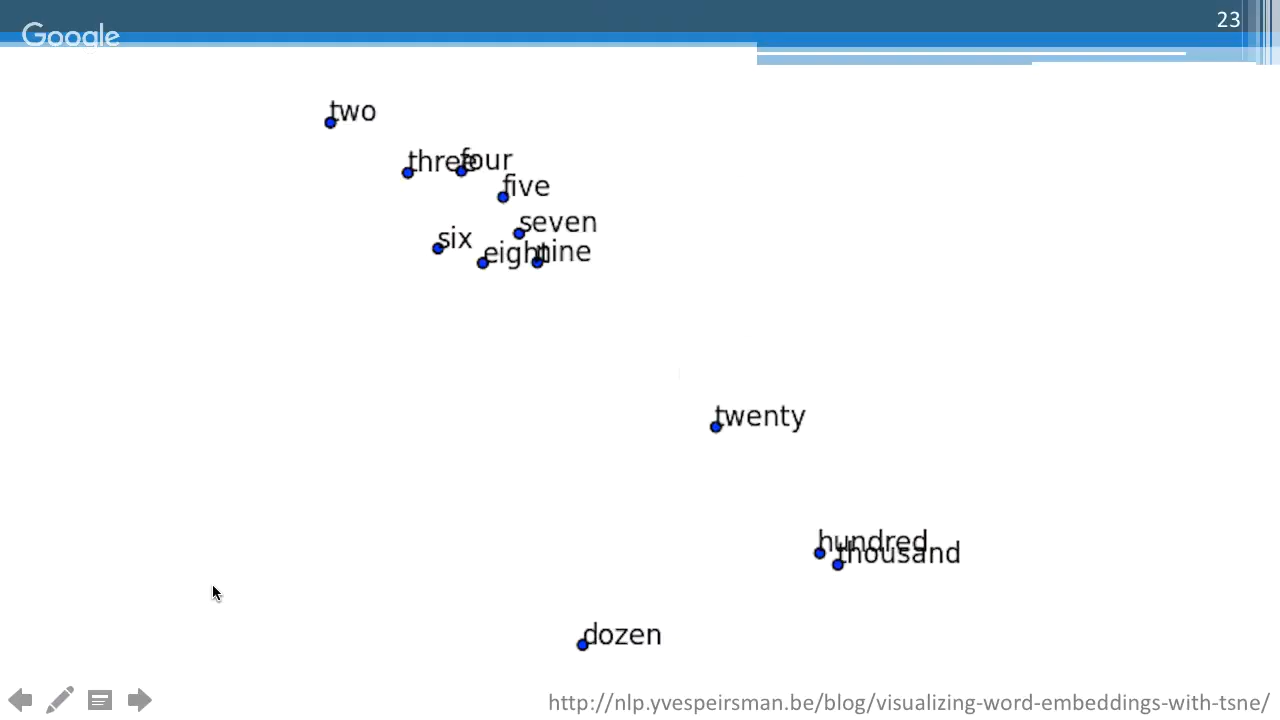 23
Google
two
three
four
five
seven
six
eight
nine
twenty
hundred
thousand
dozen
http://nlp.yvespeirsman.be/blog/visualizing-word-embeddings-with-tsne/